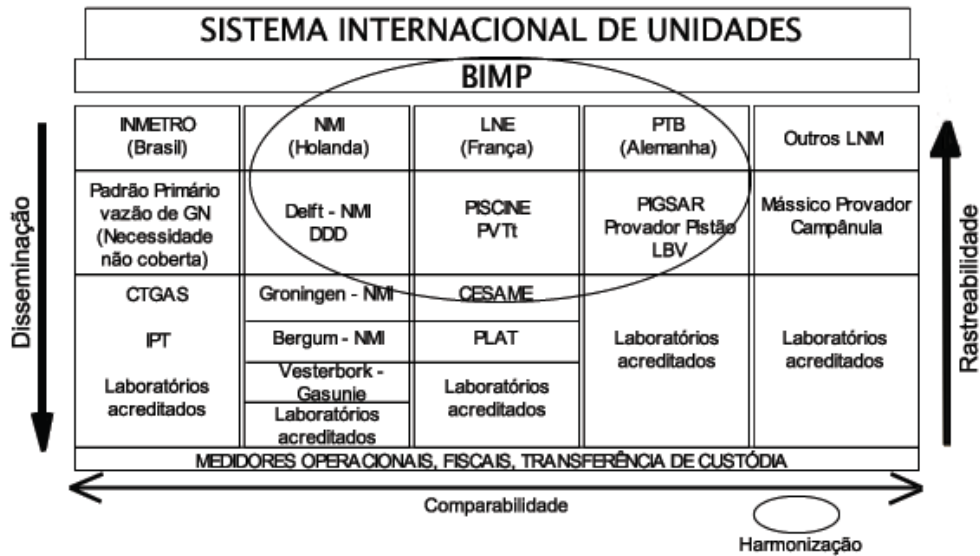 SISTEMA INTERNACIONAL DE UNIDADES
BIMP
Disseminação
INMETRO
(Brasil)
NMI
(Holanda)
LNE
(França)
PTB
(Alemanha)
Outros LNM
Padrão Primário
vazão de GN
(Necessidade
não coberta)
Delft - NMI
DDD
PISCINE
PVTt
PIGSAR
Provador Pistão
LBV
Mássico Provador
Campânula
CTGAS
IPT
Laboratórios
acreditados
Groningen - NMI
Bergum - NMI
Vesterbork -
Gasunie
Laboratórios
acreditados
CESAME
PLAT
Laboratórios
acreditados
Laboratórios
acreditados
Laboratórios
acreditados
Rastreabilidade
MEDIDORES OPERACIONAIS, FISCAIS, TRANSFERÊNCIA DE CUSTÓDIA
Comparabilidade
Harmonização